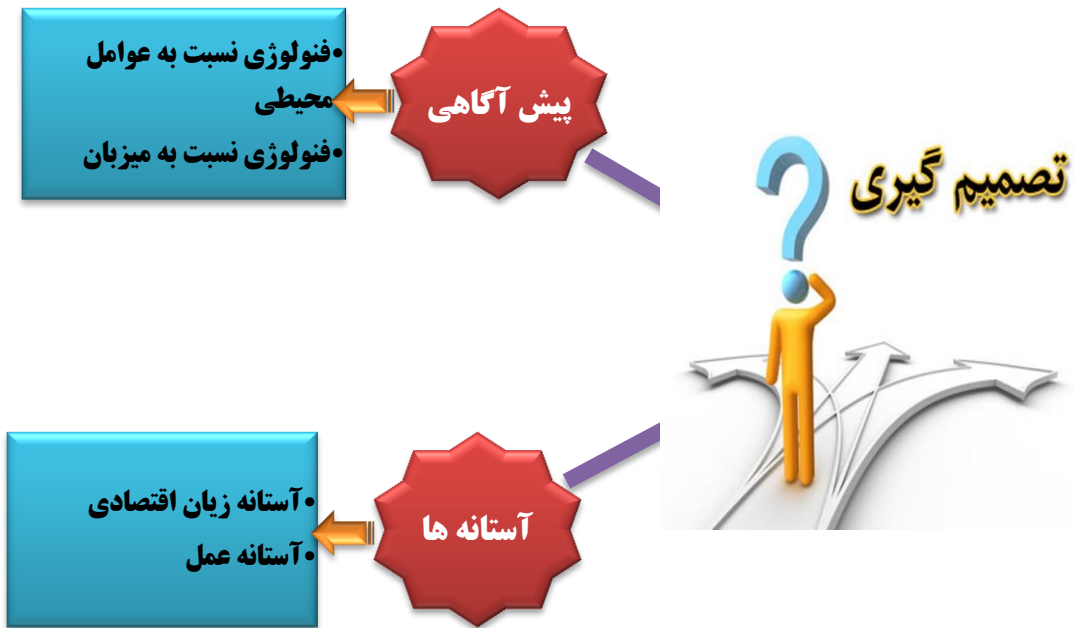 تصمیم گیری
پیش آگاهی
•فنولوژی نسبت به عوامل
محیطی
•فنولوژی نسبت به میزبان
آستانه ها
•آستانه زیان اقتصادی
•آستانه عمل